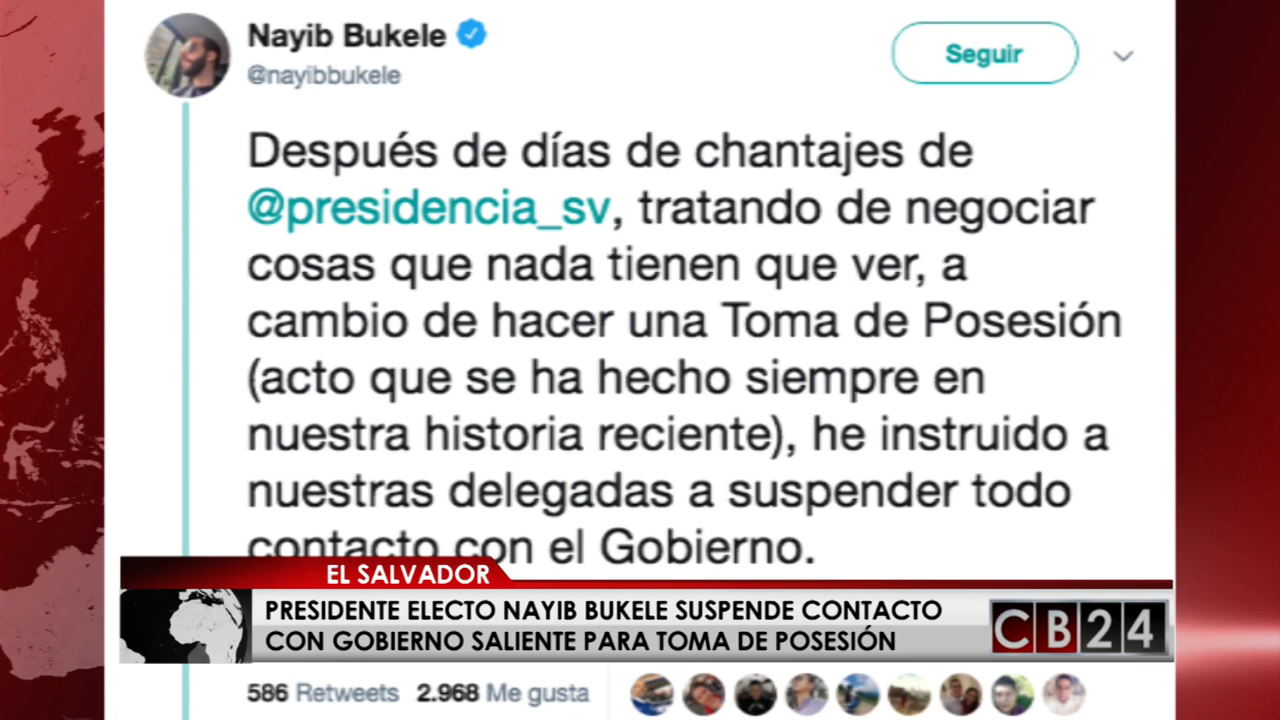 Nayib Bukele
@nayibbukele
Seguir
Después de días de chantajes de
@presidencia_sv, tratando de negociar
cosas que nada tienen que ver, a
cambio de hacer una Toma de Posesión
(acto que se ha hecho siempre en
nuestra historia reciente), he instruido a
nuestras delegadas a suspender todo
contacto con el Gobierno.
EL SALVADOR
PRESIDENTE ELECTO NAYIB BUKELE SUSPENDE CONTACTO
CON GOBIERNO SALIENTE PARA TOMA DE POSESIÓN
CB24
586 Retweets 2.968 Me gusta